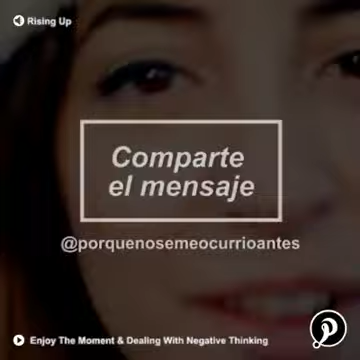 Rising Up
Comparte
el mensaje
@porquenosemeocurrioantes
Enjoy The Moment & Dealing With Negative Thinking